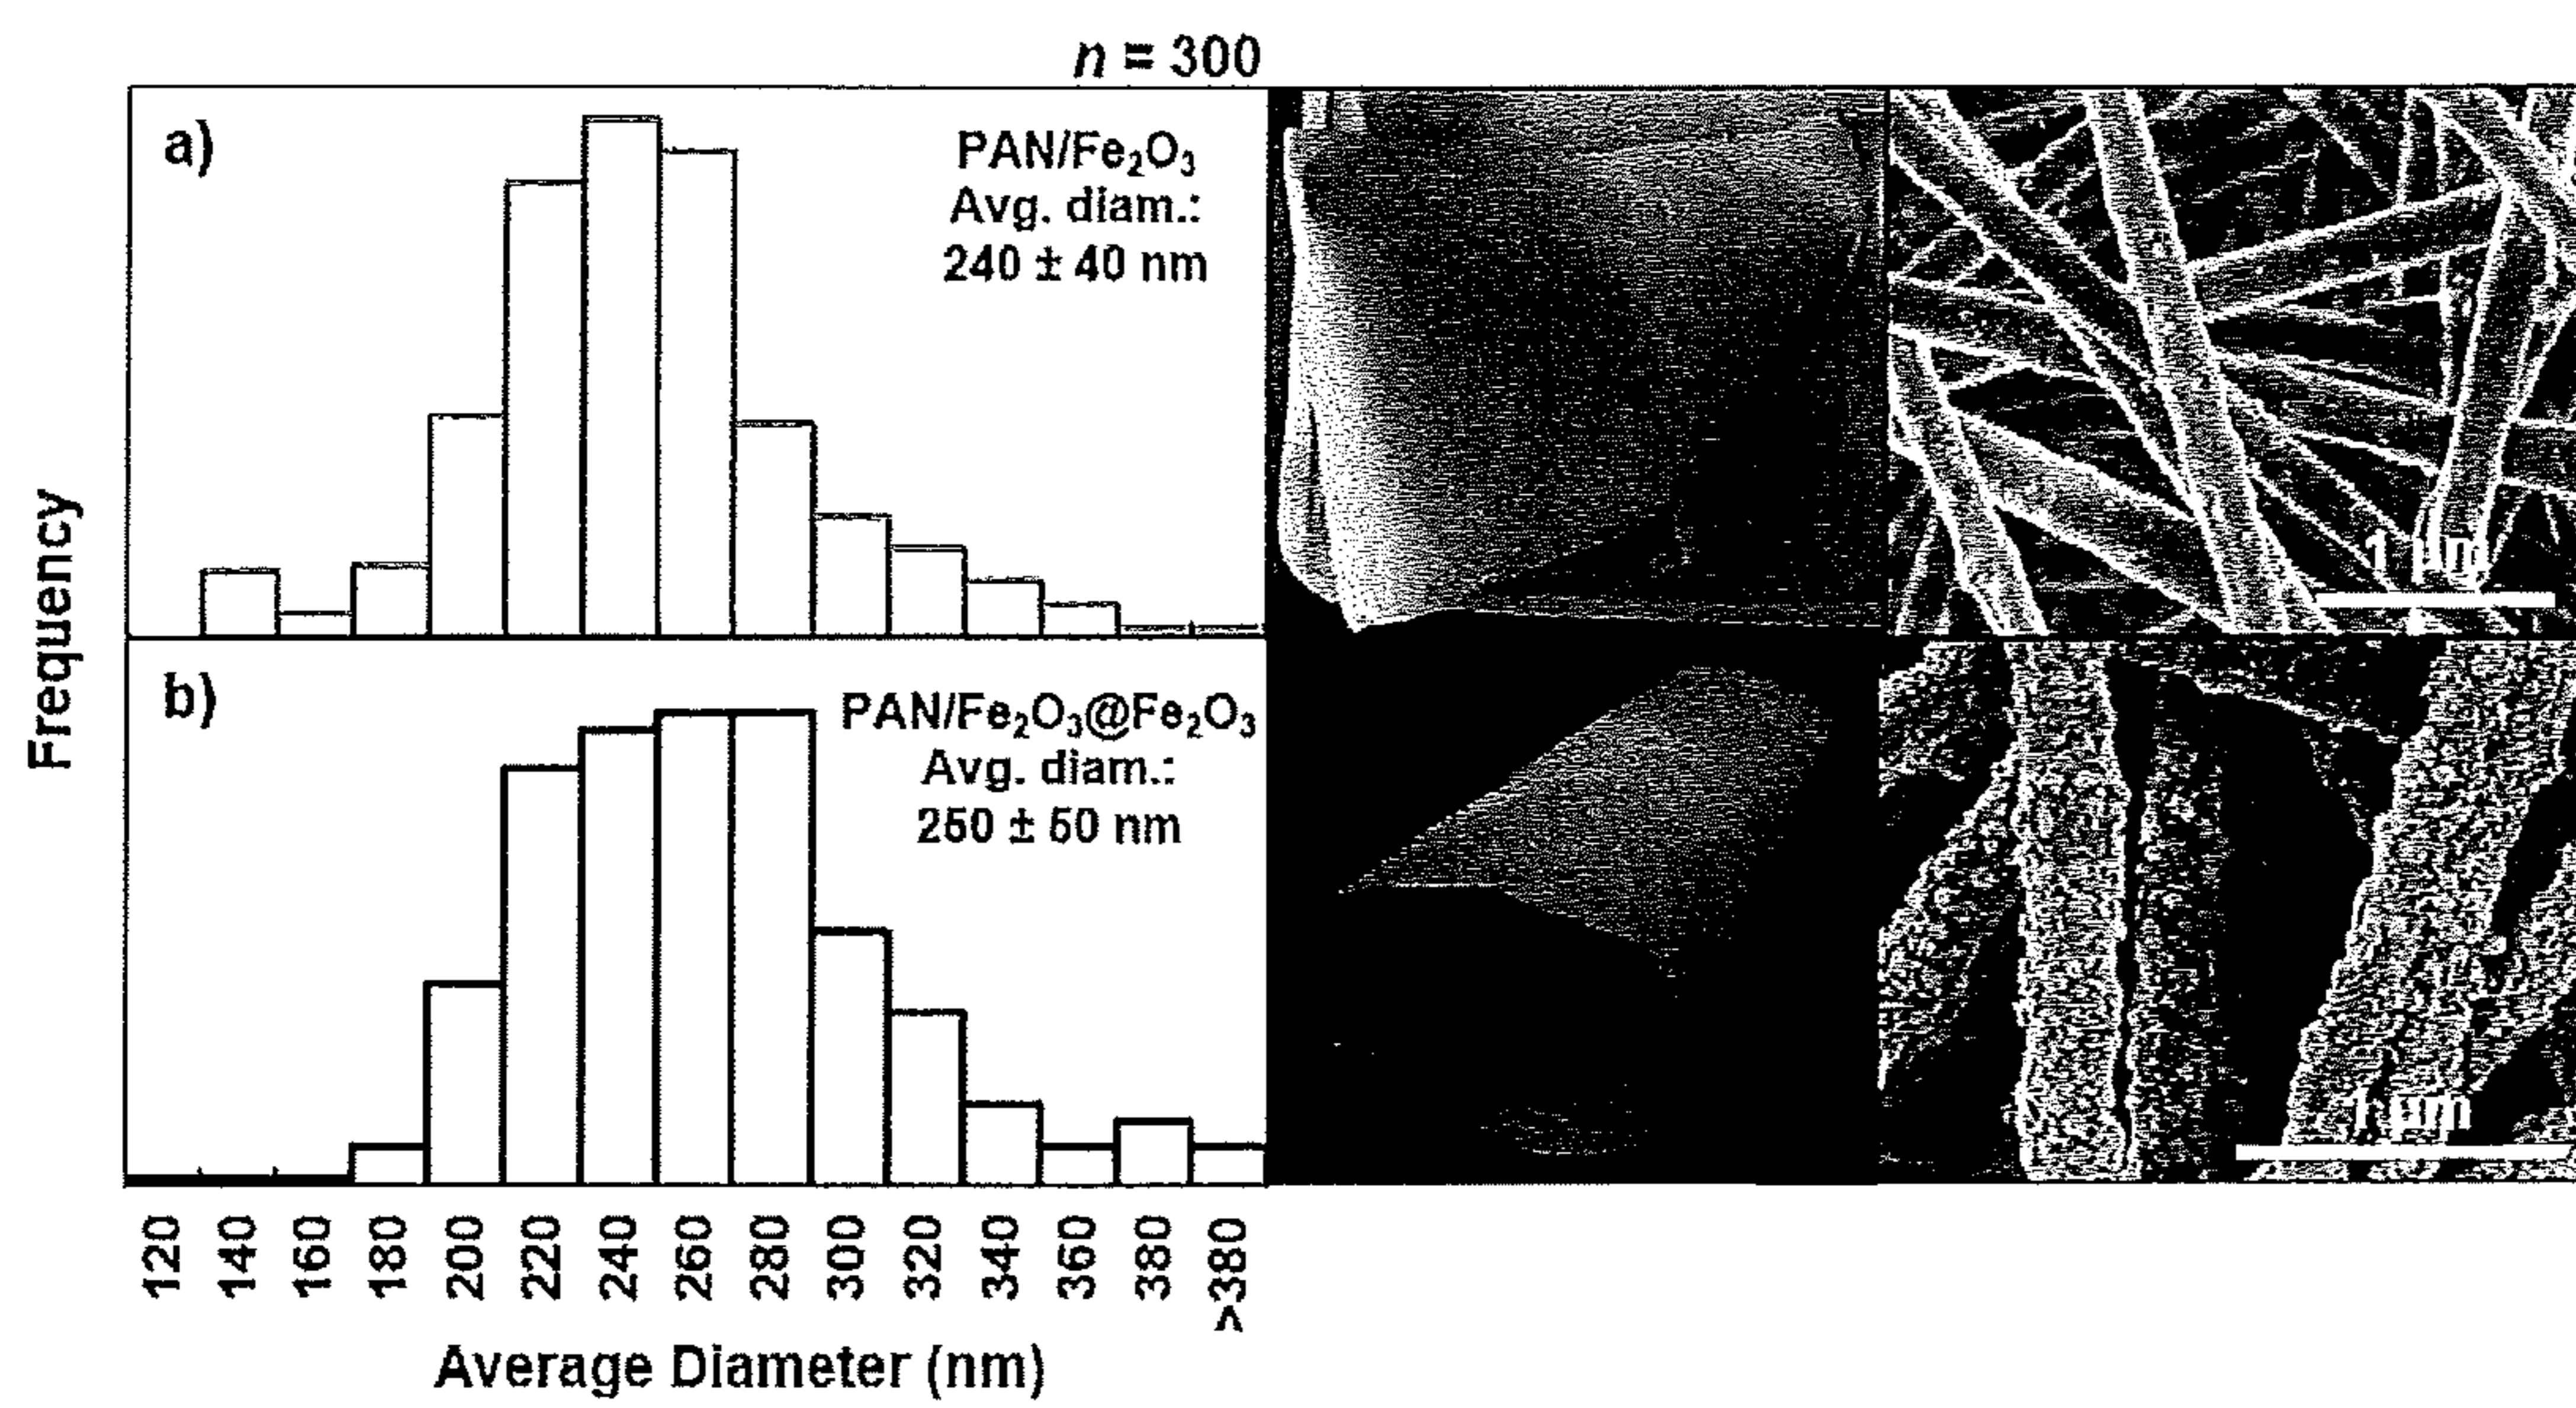 n = 300
a)
PAN/Fe₂O₃
Avg. diam.:
240 ± 40 nm
1 µm
Frequency
b)
PAN/Fe₂O₃@Fe₂O₃
Avg. diam.:
250 ± 50 nm
1 µm
120 140 160 180 200 220 240 260 280 300 320 340 360 380 >380
Average Diameter (nm)